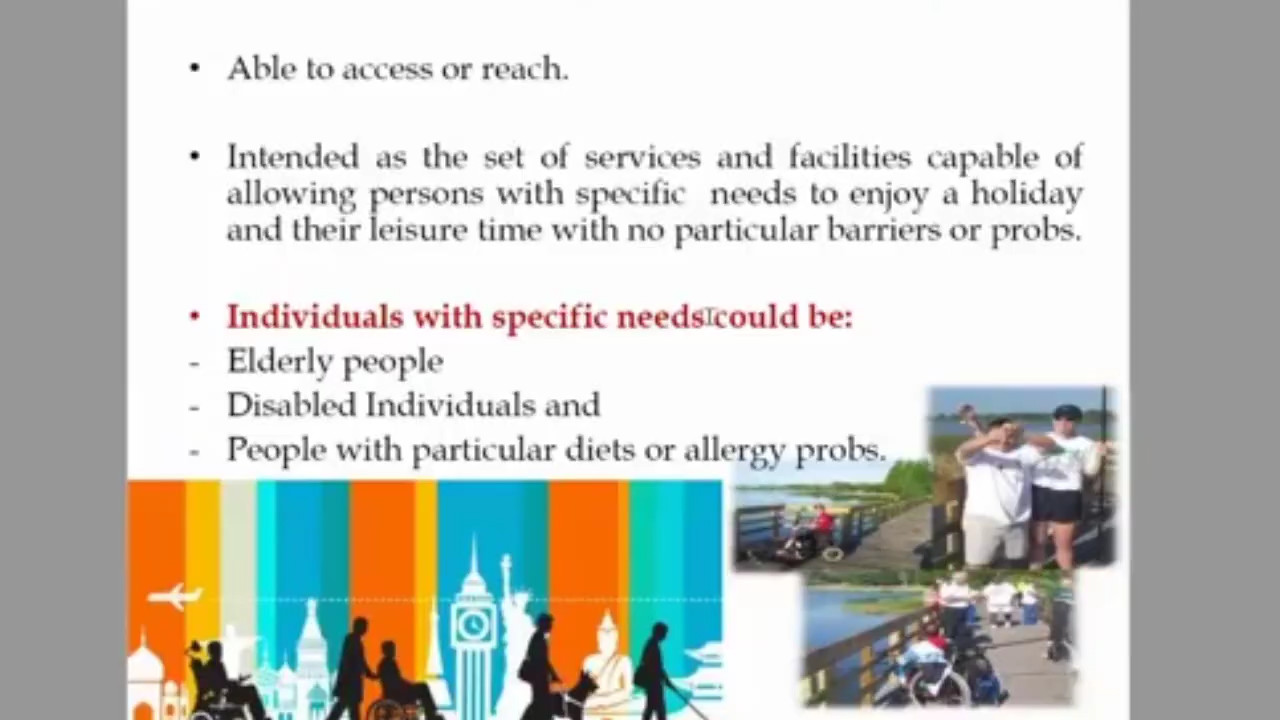 • Able to access or reach.
• Intended as the set of services and facilities capable of
allowing persons with specific needs to enjoy a holiday
and their leisure time with no particular barriers or probs.
• Individuals with specific needs could be:
- Elderly people
- Disabled Individuals and
- People with particular diets or allergy probs.